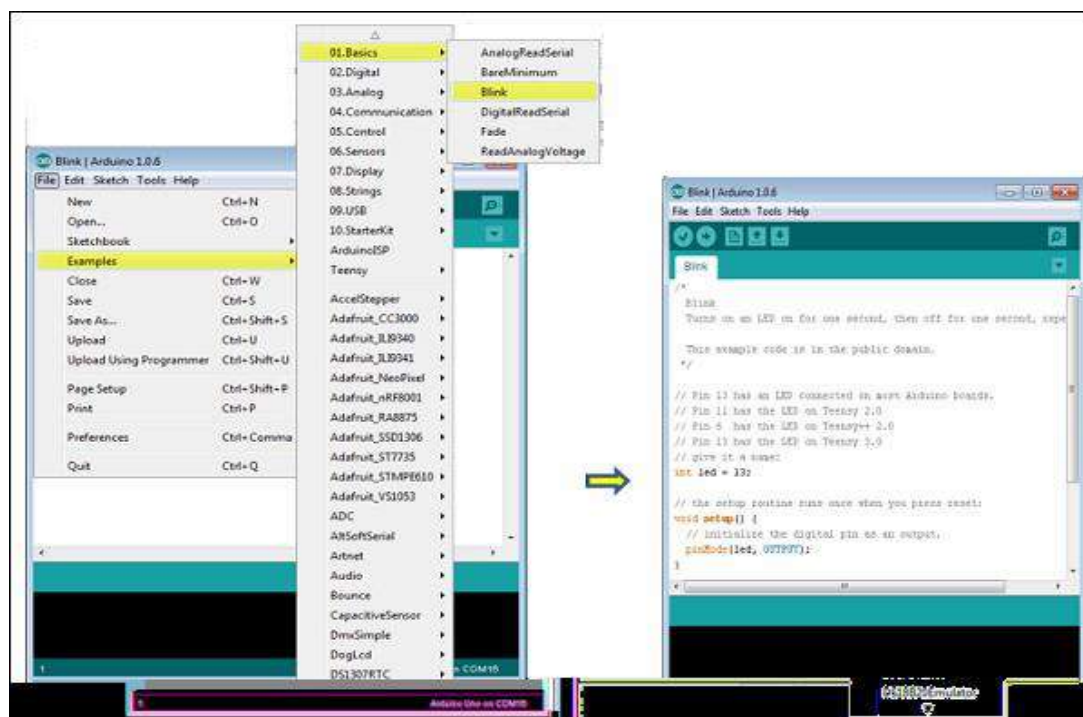 Blink | Arduino 1.0.6
File Edit Sketch Tools Help
New Ctrl+N
Open... Ctrl+O
Sketchbook
Examples
Close Ctrl+W
Save Ctrl+S
Save As... Ctrl+Shift+S
Upload Ctrl+U
Upload Using Programmer Ctrl+Shift+U
Page Setup Ctrl+Shift+P
Print Ctrl+P
Preferences Ctrl+Comma
Quit Ctrl+Q
01.Basics
02.Digital
03.Analog
04.Communication
05.Control
06.Sensors
07.Display
08.Strings
09.USB
10.StarterKit
ArduinoISP
Teensy
AccelStepper
Adafruit_CC3000
Adafruit_ILI9340
Adafruit_ILI9341
Adafruit_NeoPixel
Adafruit_nRF8001
Adafruit_RA8875
Adafruit_SSD1306
Adafruit_ST7735
Adafruit_STMPE610
Adafruit_VS1053
ADC
AltSoftSerial
Artnet
Audio
Bounce
CapacitiveSensor
DmxSimple
DogLcd
DS1307RTC
AnalogReadSerial
BareMinimum
Blink
DigitalReadSerial
Fade
ReadAnalogVoltage
1
on COM16
Blink | Arduino 1.0.6
File Edit Sketch Tools Help
Blink
/*
Blink
Turns on an LED on for one second, then off for one second, repe
This example code is in the public domain.
*/
// Pin 13 has an LED connected on most Arduino boards.
// Pin 11 has the LED on Teensy 2.0
// Pin 6 has the LED on Teensy++ 2.0
// Pin 13 has the LED on Teensy 3.0
// give it a name:
int led = 13;
// the setup routine runs once when you press reset:
void setup() {
// initialize the digital pin as an output.
pinMode(led, OUTPUT);
}
Arduino Uno on COM16